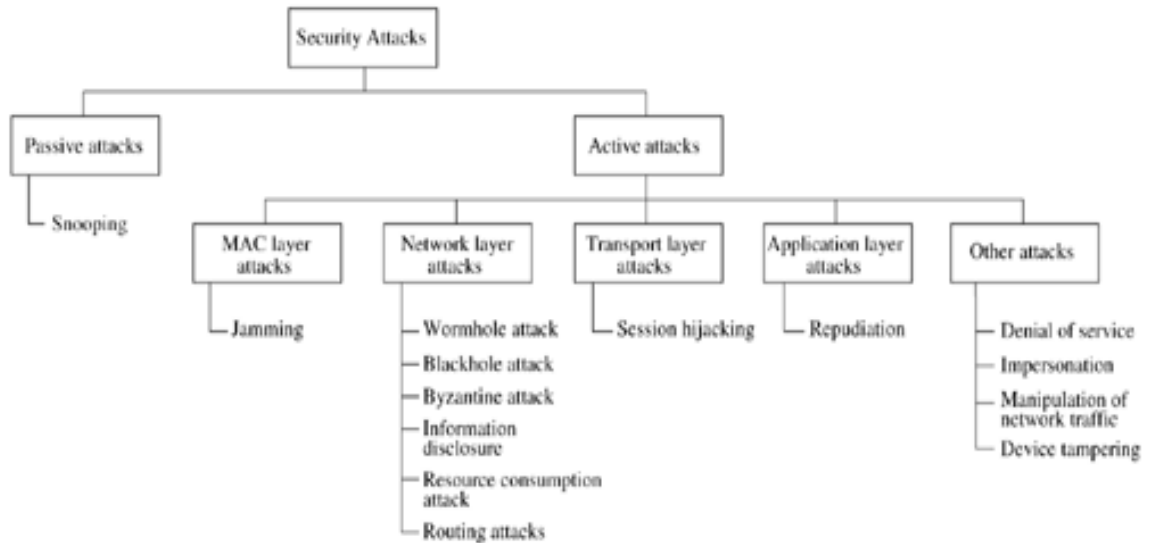 Security Attacks
Passive attacks
Active attacks
Snooping
MAC layer
attacks
Network layer
attacks
Transport layer
attacks
Application layer
attacks
Other attacks
Jamming
Wormhole attack
Blackhole attack
Byzantine attack
Information
disclosure
Resource consumption
attack
Routing attacks
Session hijacking
Repudiation
Denial of service
Impersonation
Manipulation of
network traffic
Device tampering